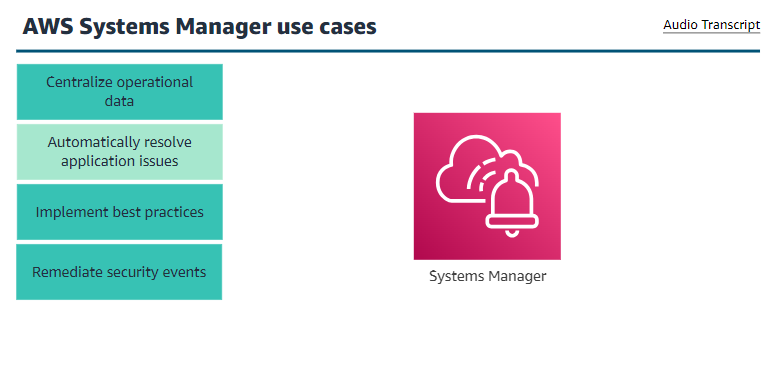 AWS Systems Manager use cases
Audio Transcript
Centralize operational
data
Automatically resolve
application issues
Implement best practices
Remediate security events
Systems Manager